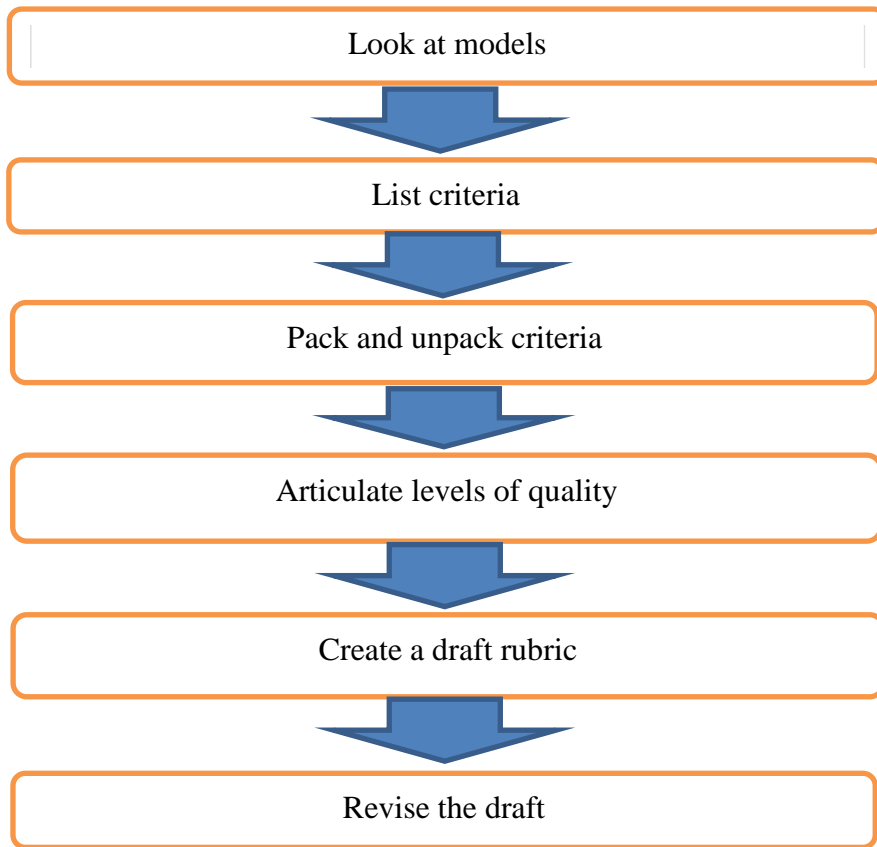 Look at models
List criteria
Pack and unpack criteria
Articulate levels of quality
Create a draft rubric
Revise the draft